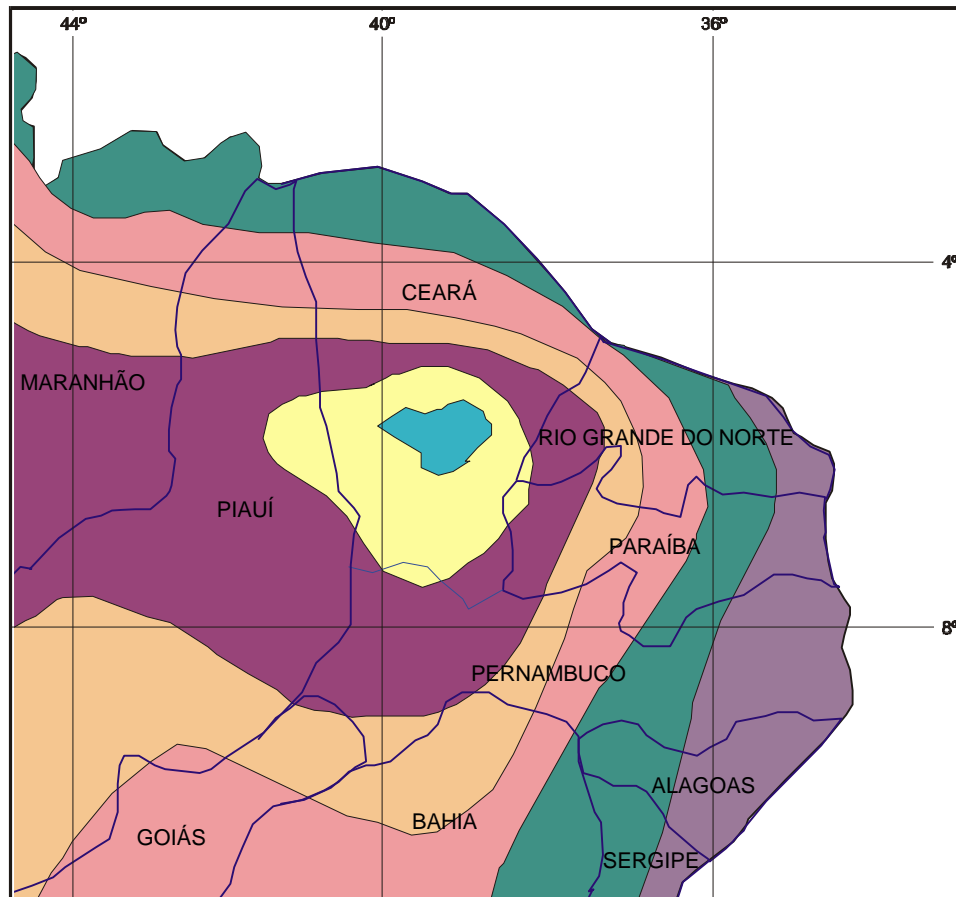 44º 40º 36º
4º
CEARÁ
MARANHÃO
RIO GRANDE DO NORTE
PIAUÍ
PARAÍBA
8º
PERNAMBUCO
ALAGOAS
BAHIA
GOIÁS
SERGIPE